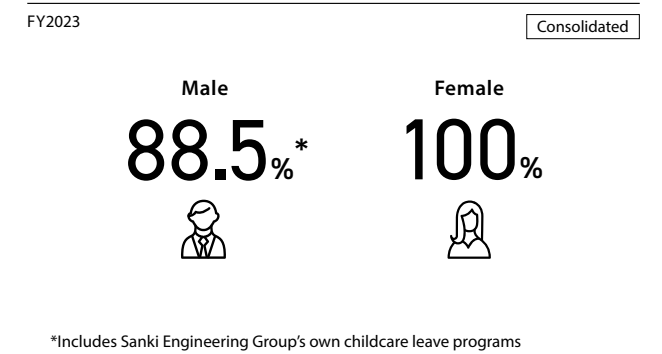 FY2023
Consolidated
Male
Female
88.5%*
100%
*Includes Sanki Engineering Group's own childcare leave programs